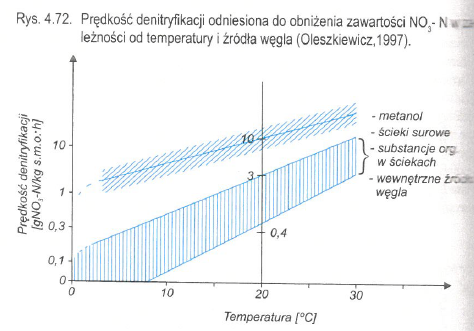 Rys. 4.72. Prędkość denitryfikacji odniesiona do obniżenia zawartości NO₃- N w
leżności od temperatury i źródła węgla (Oleszkiewicz,1997).
Prędkość denitryfikacji
[gNO₃-N/kg s.m.o.·h]
10
1
0,3
0,1
0
10
3
0,4
- metanol
- ścieki surowe
- substancje org.
w ściekach
- wewnętrzne
węgla
0
10
20
30
Temperatura [°C]